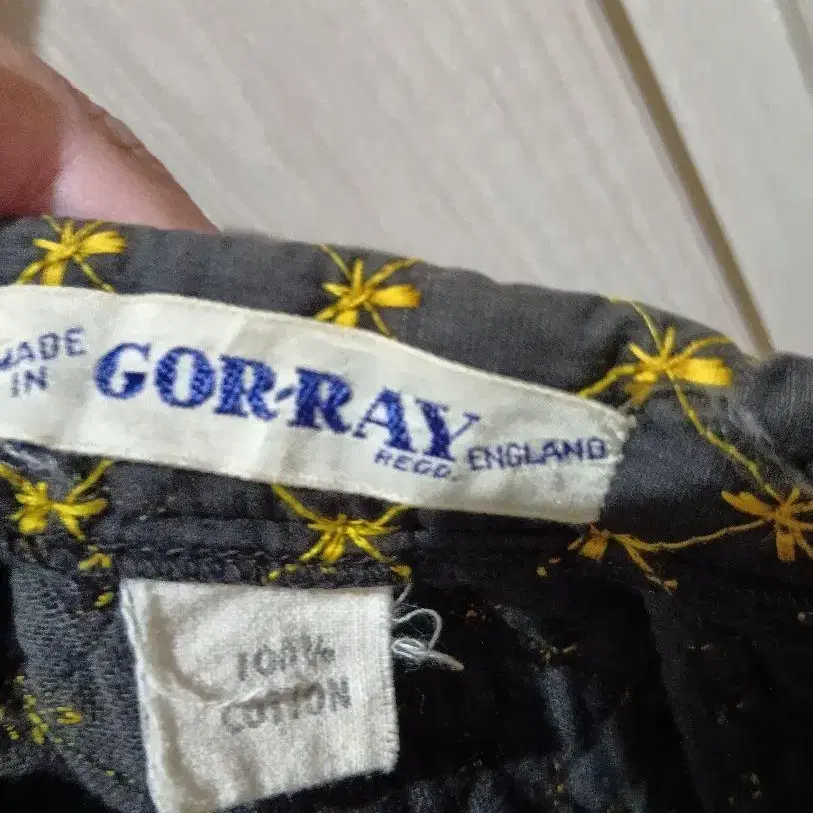 MADE
IN
GOR-RAY
REGD. ENGLAND
100%
COTTON